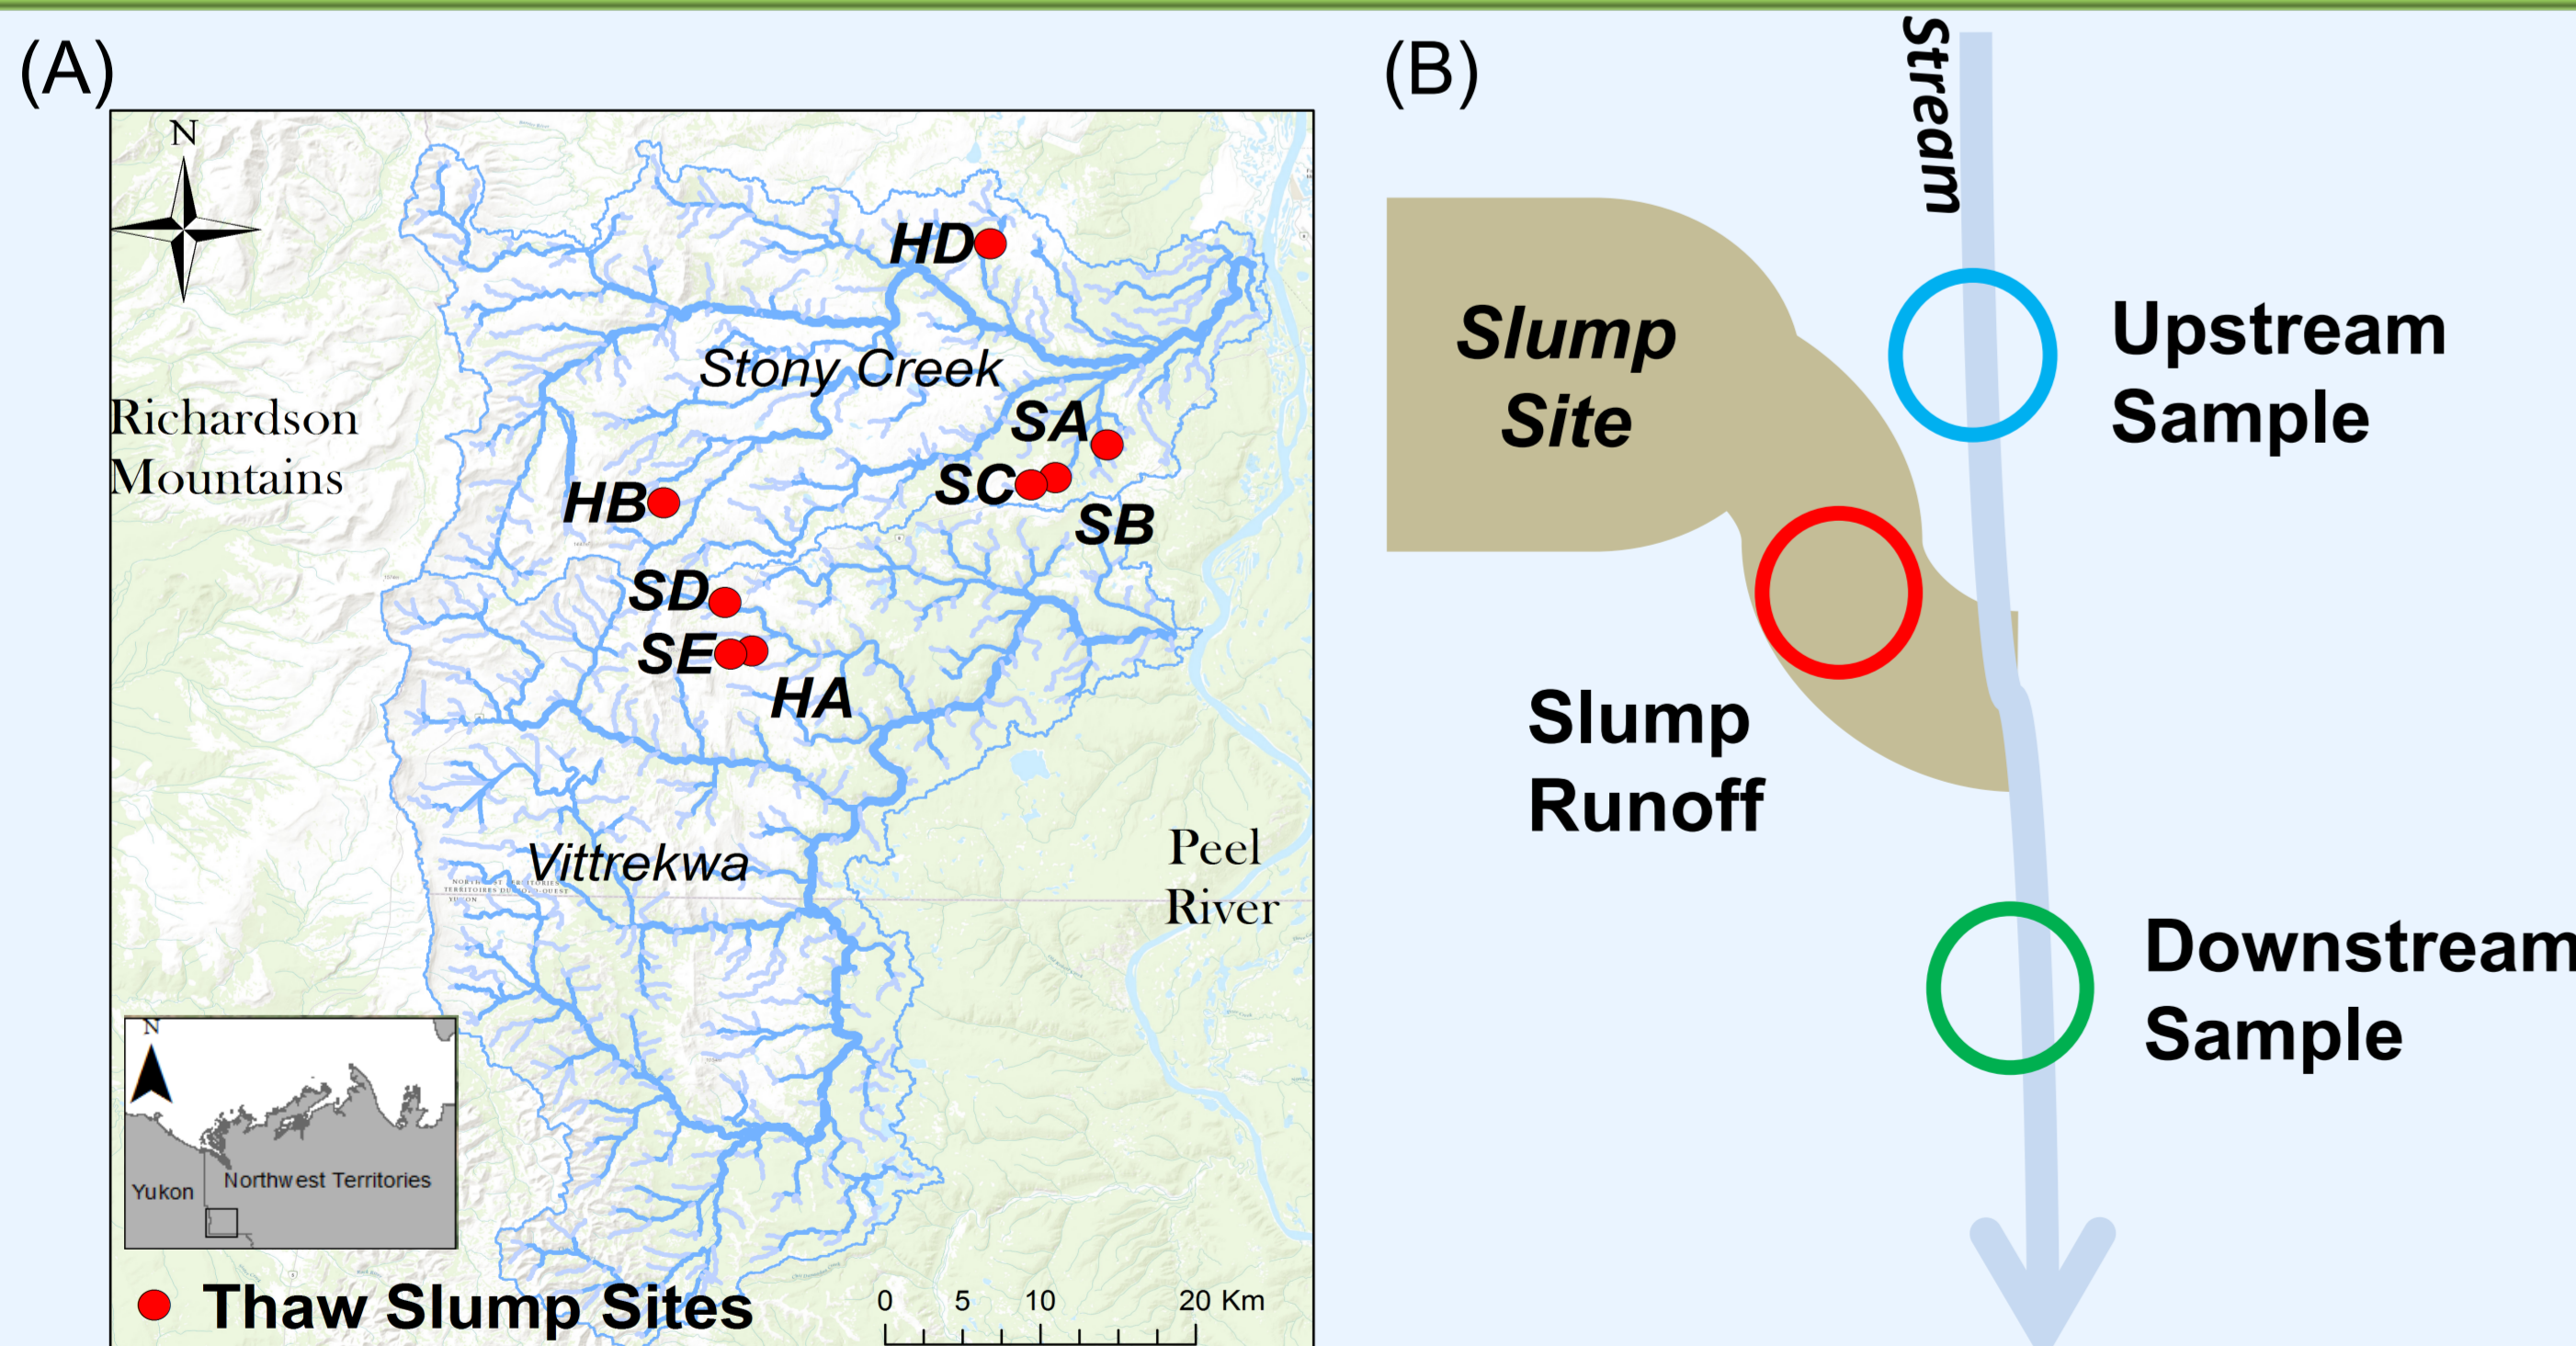 (A)
N
HD
Stony Creek
Richardson
Mountains
SA
SC
HB
SB
SD
SE
HA
Vittrekwa
Peel
River
N
Yukon
Northwest Territories
Thaw Slump Sites
0 5 10 20 Km
(B)
Stream
Slump
Site
Upstream
Sample
Slump
Runoff
Downstream
Sample